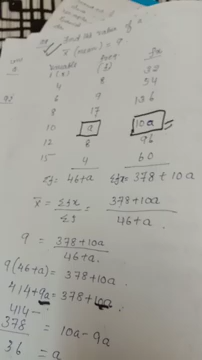 Find the value of
x̄ (mean) = 9
Variable (x) (f) fx
4 8 32
6 9 54
8 17 136
10 a 10a
12 8 96
15 4 60
Σf = 46+a Σfx = 378 + 10a
x̄ = Σfx/Σf = 378+10a/46+a
9 = 378+10a/46+a
9(46+a) = 378+10a
414+9a = 378+10a
414-378 = 10a-9a
36 = a